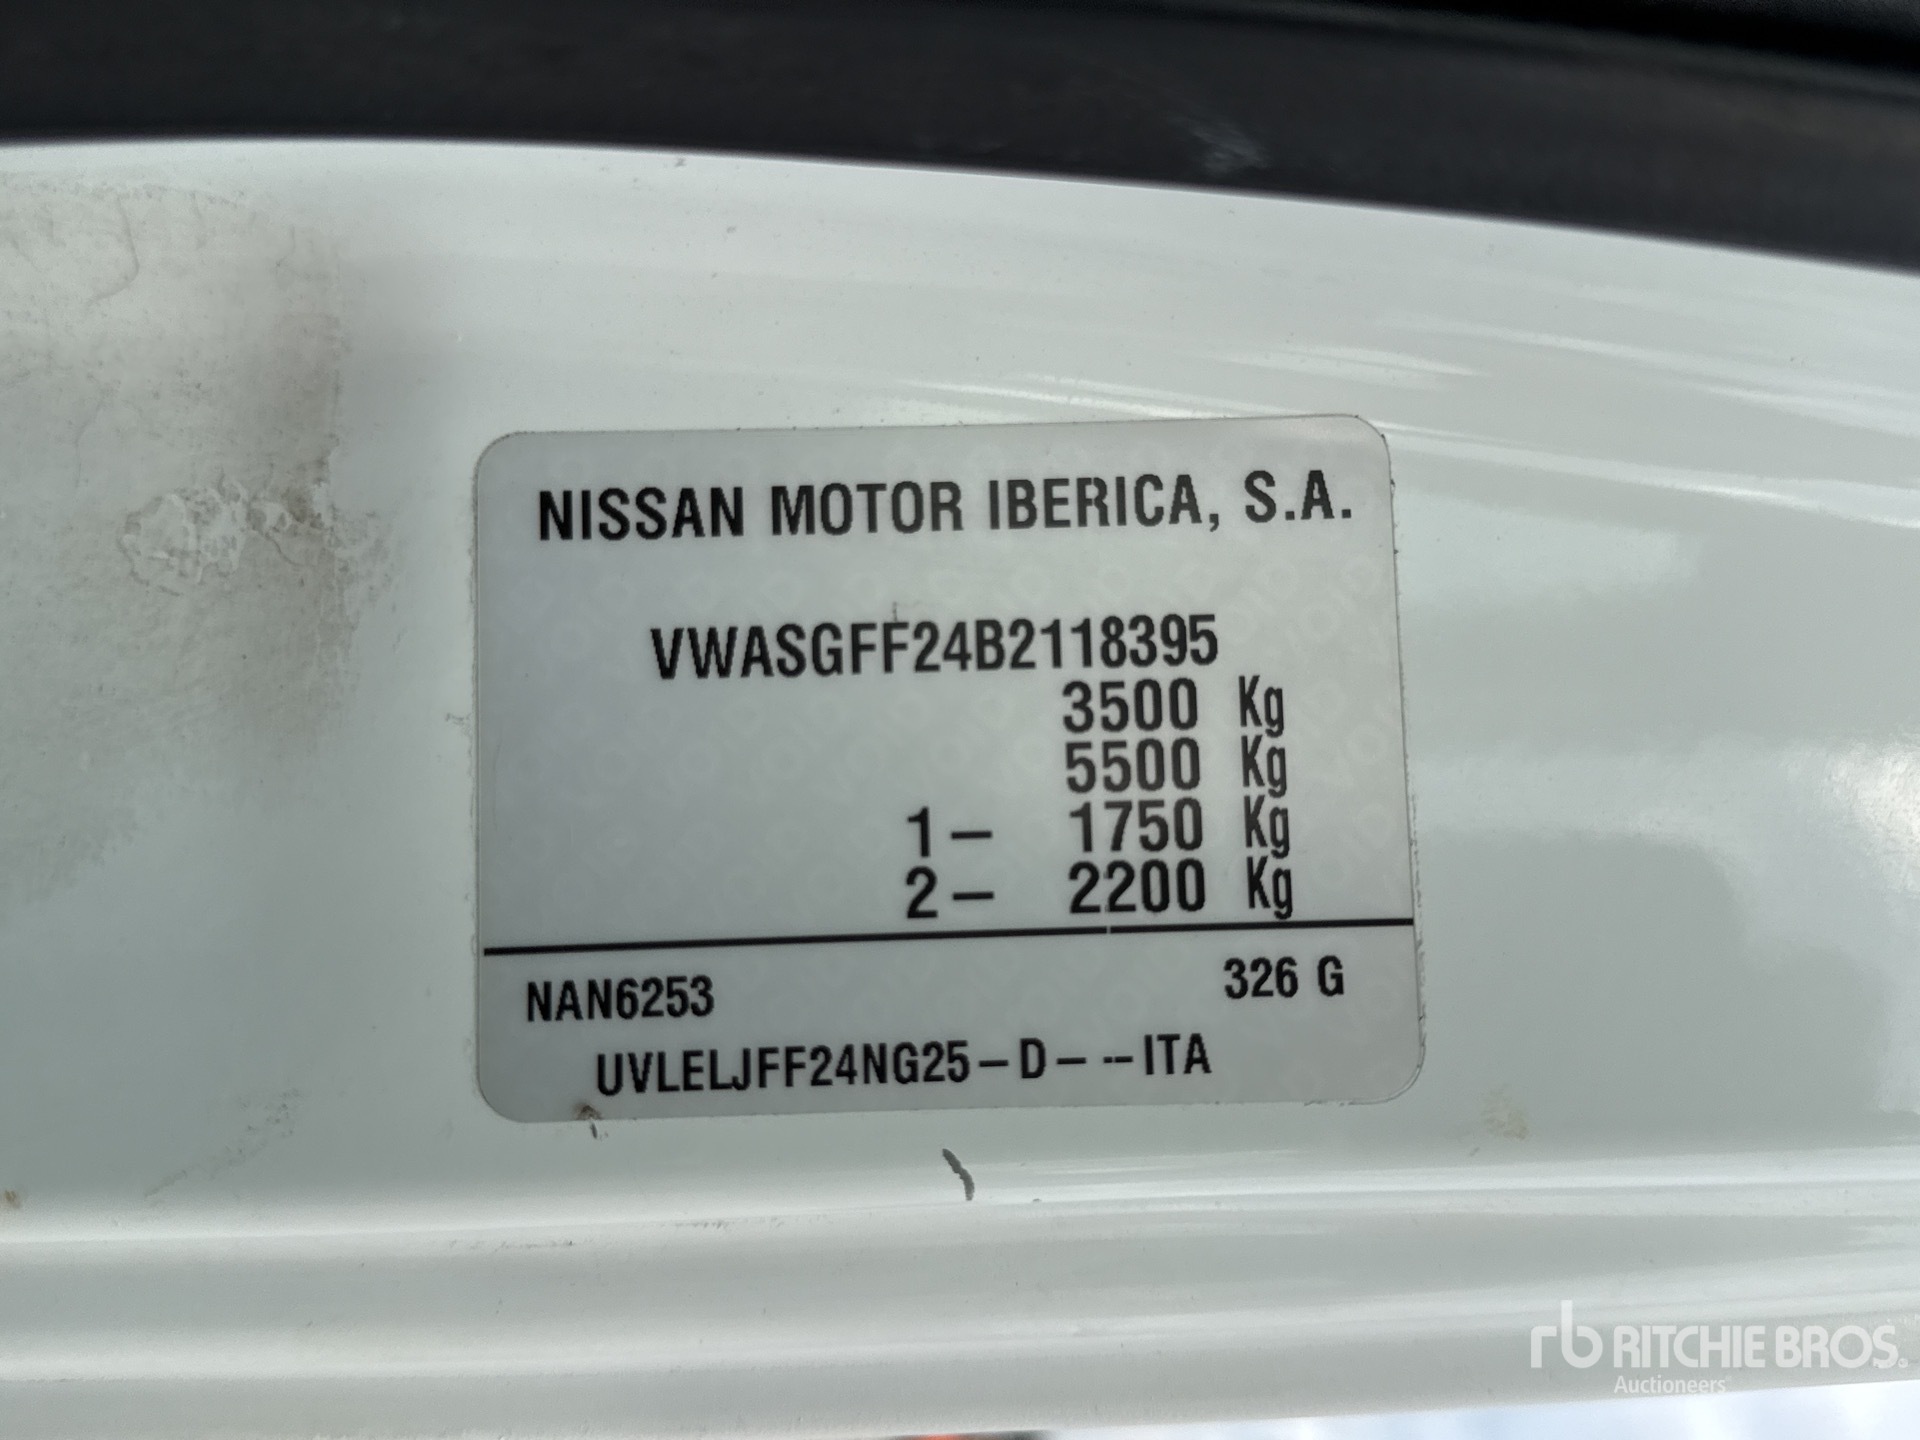 NISSAN MOTOR IBERICA, S.A.
VWASGFF24B2118395
3500 Kg
5500 Kg
1 – 1750 Kg
2 – 2200 Kg
NAN6253 326 G
UVLELJFF24NG25–D– --ITA
rb RITCHIE BROS.
Auctioneers